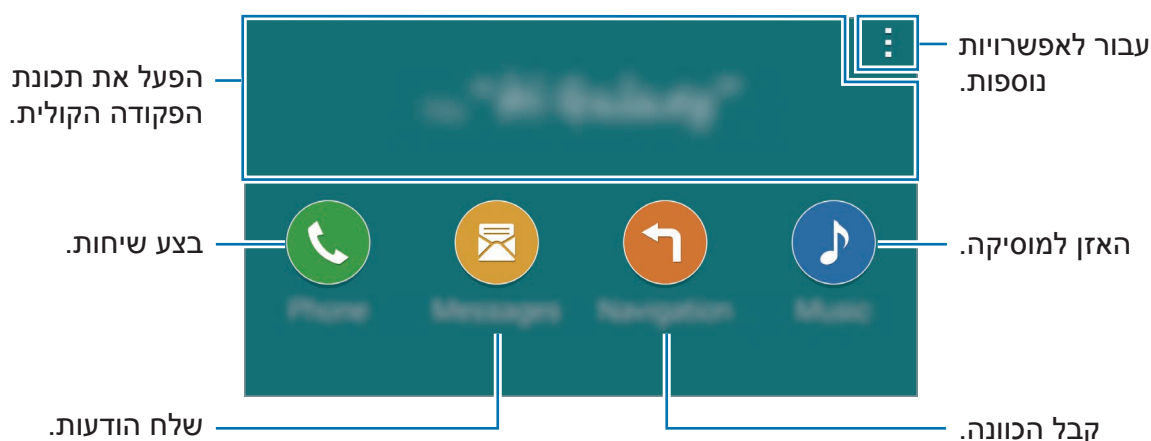 עבור לאפשרויות
נוספות.
הפעל את תכונת
הפקודה הקולית.
בצע שיחות.
האזן למוסיקה.
Phone
Messages
Navigation
Music
שלח הודעות.
קבל הכוונה.